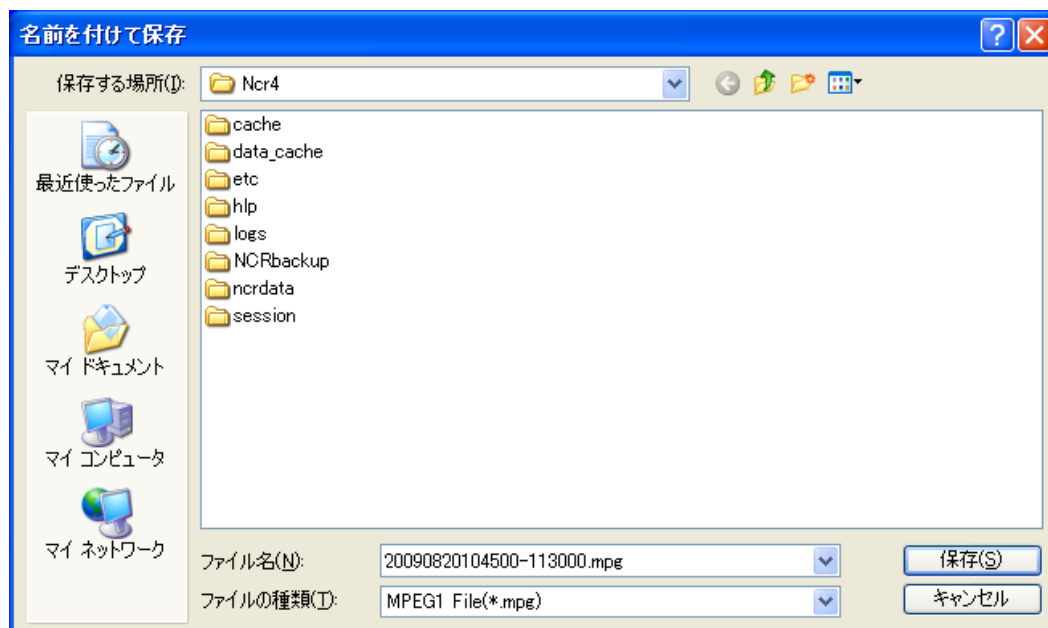 名前を付けて保存
保存する場所(I):
Ncr4
最近使ったファイル
デスクトップ
マイ ドキュメント
マイ コンピュータ
マイ ネットワーク
cache
data_cache
etc
hlp
logs
NCRbackup
ncrdata
session
ファイル名(N):
20090820104500-113000.mpg
保存(S)
ファイルの種類(T):
MPEG1 File(*.mpg)
キャンセル